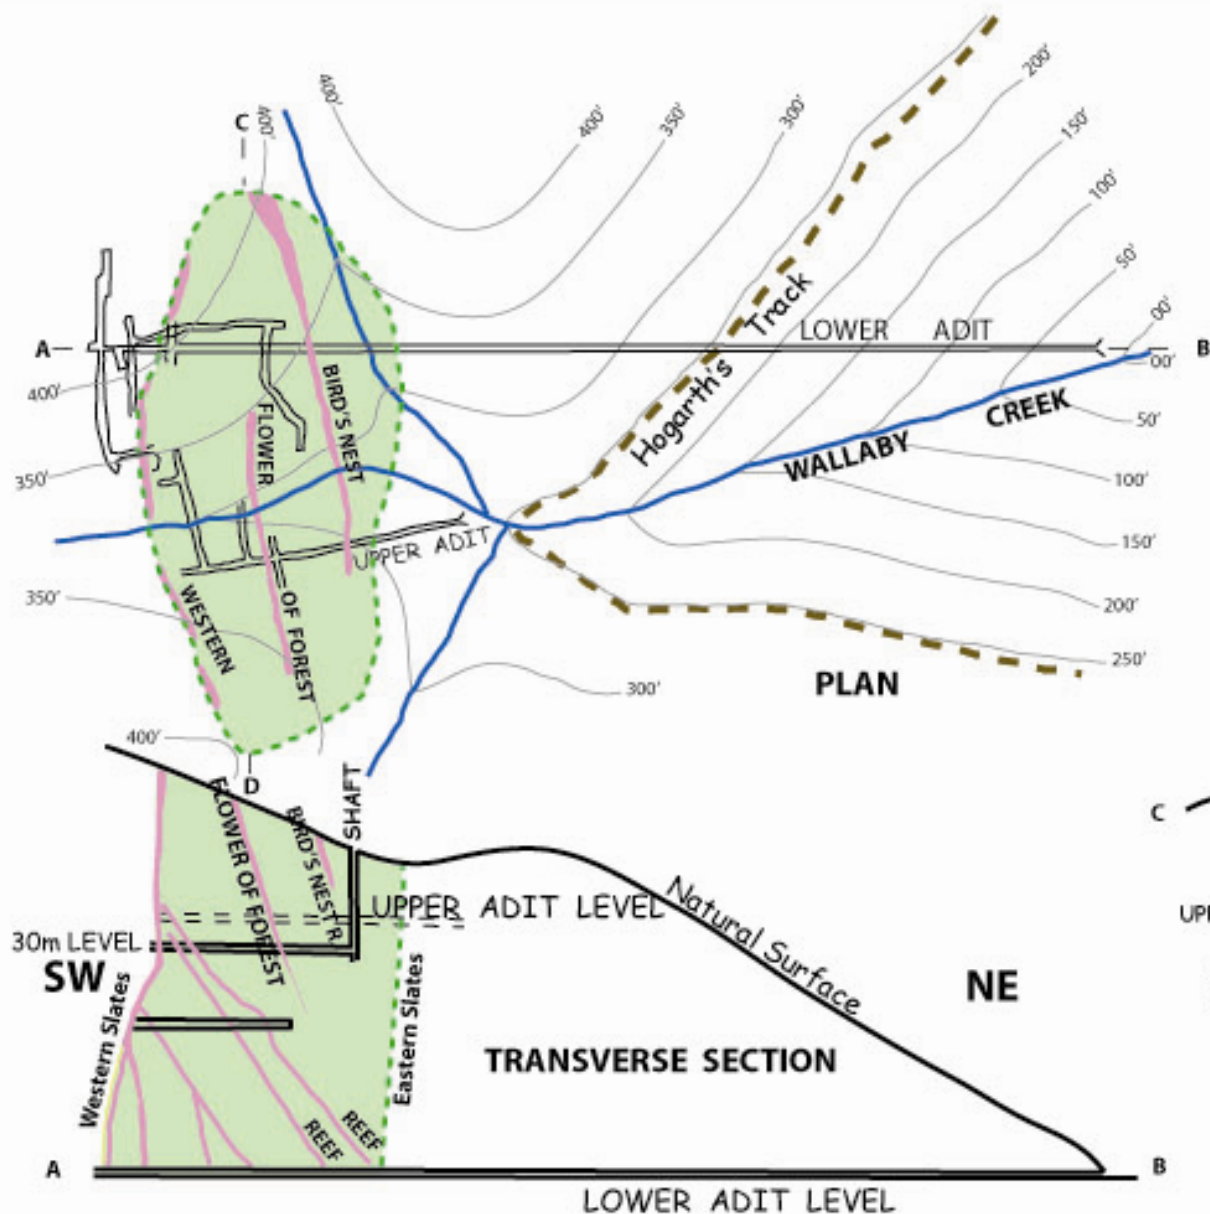 400'
C
400'
400'
350'
300'
200'
150'
100'
50'
00'
Hogarth's Track
LOWER ADIT
A
B
00'
400'
BIRD'S NEST
FLOWER
CREEK
50'
WALLABY
350'
100'
UPPER ADIT
150'
350'
WESTERN
OF FOREST
200'
250'
300'
PLAN
400'
D
SHAFT
C
FLOWER OF FOREST
BIRD'S NEST R.
UPPER ADIT LEVEL
Natural Surface
UPP
30m LEVEL
SW
NE
Western Slates
Eastern Slates
TRANSVERSE SECTION
REEF
REEF
A
B
LOWER ADIT LEVEL